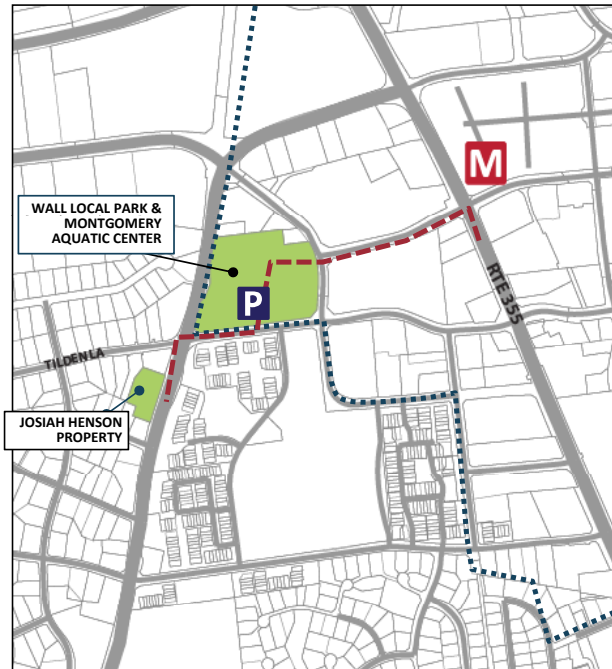 M
WALL LOCAL PARK &
MONTGOMERY
AQUATIC CENTER
P
RTE 355
TILDEN LA
JOSIAH HENSON
PROPERTY